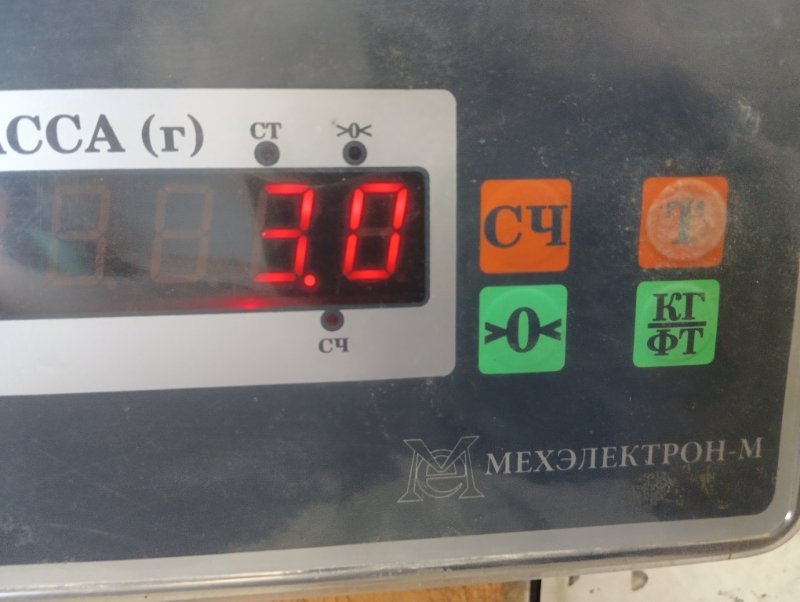 АССА (г)
СТ
>0<
3.0
СЧ
СЧ
Т
>0<
КГ
ФТ
МЕХЭЛЕКТРОН-М